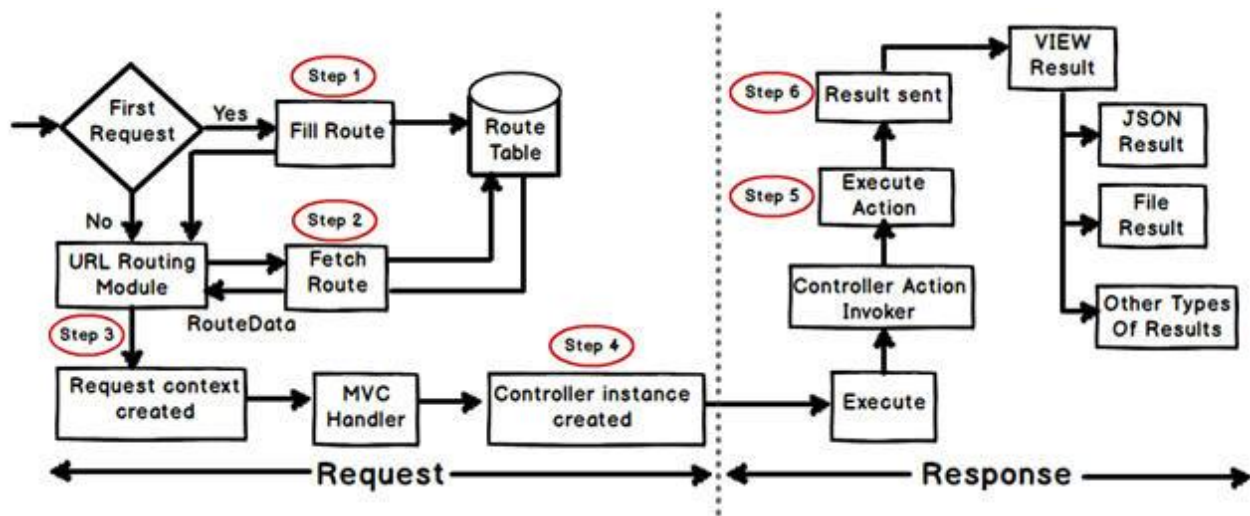 Step 1
First
Request
Yes
Fill Route
Route
Table
No
Step 2
URL Routing
Module
Fetch
Route
RouteData
Step 3
Step 4
Request context
created
MVC
Handler
Controller instance
created
Request
VIEW
Result
Step 6
Result sent
JSON
Result
Step 5
Execute
Action
File
Result
Controller Action
Invoker
Other Types
Of Results
Execute
Response